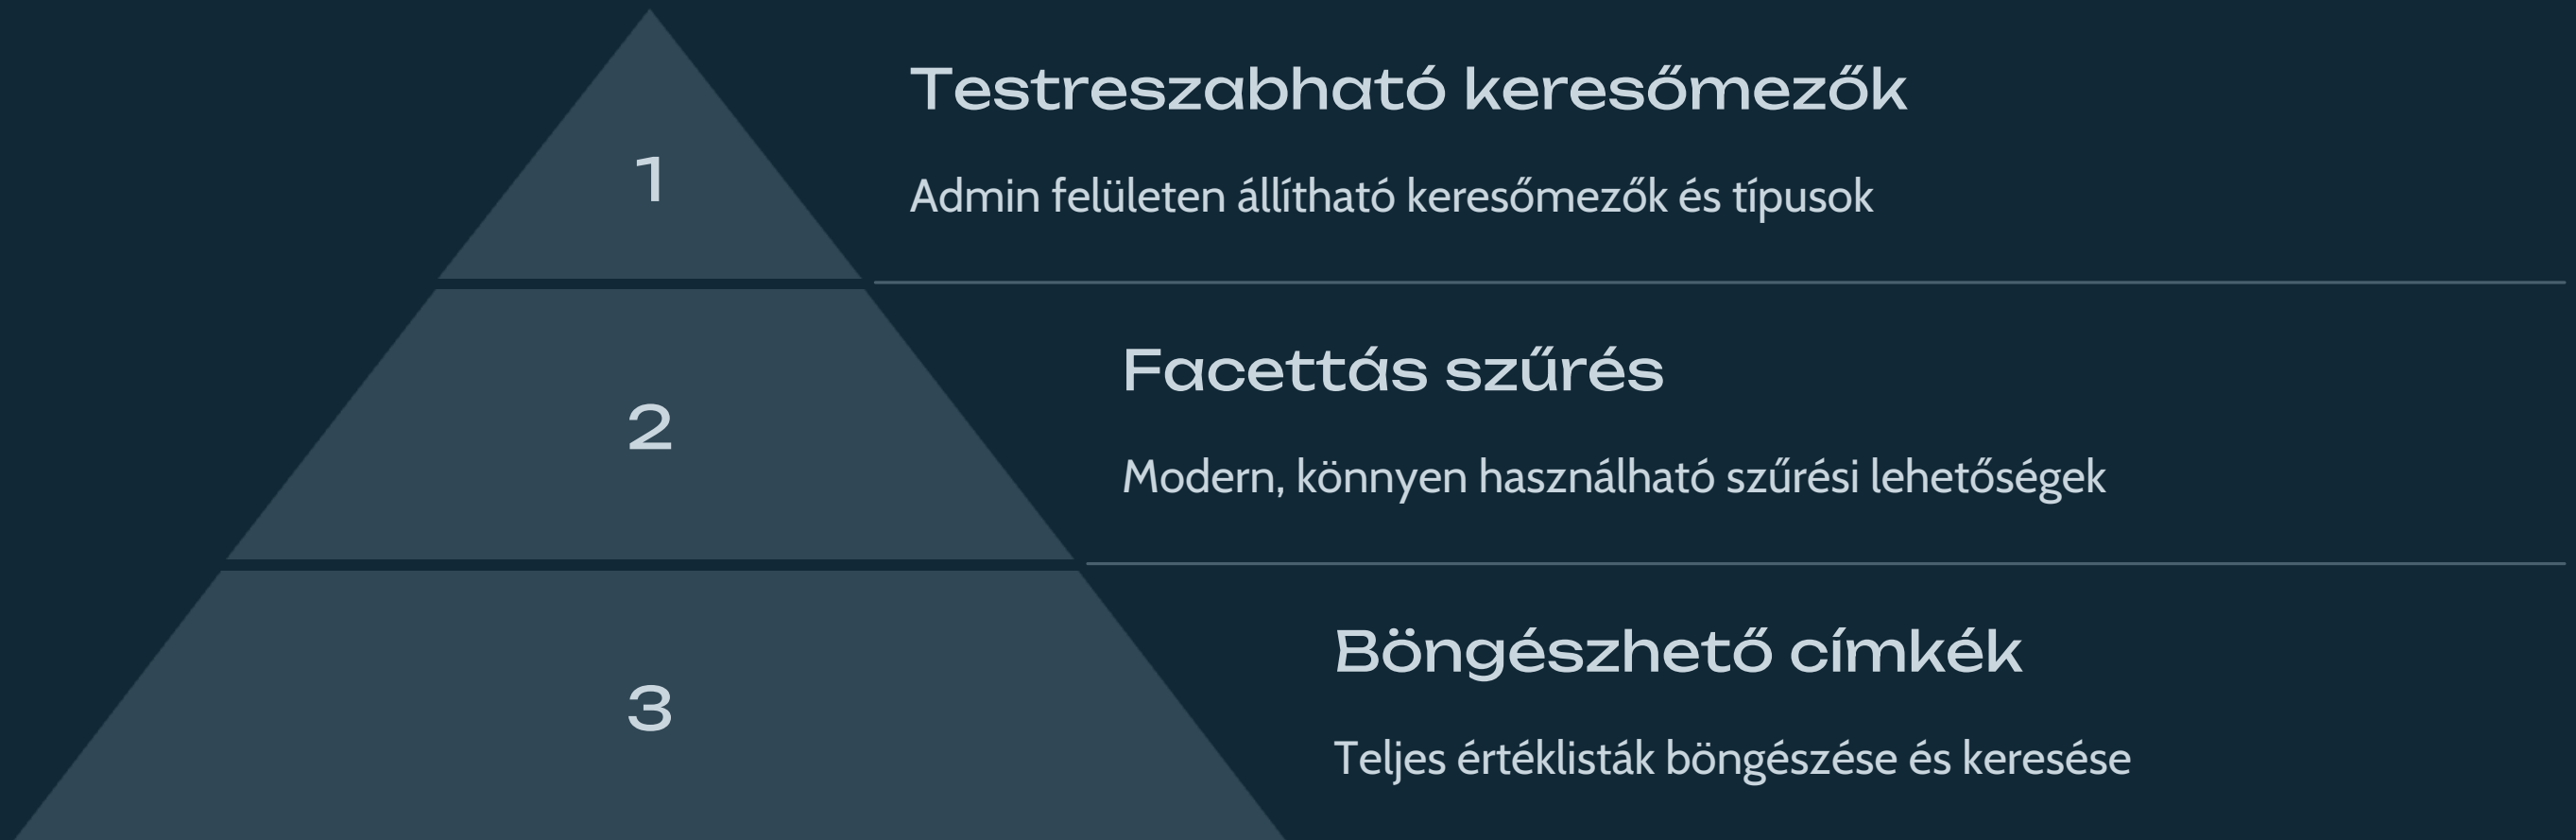 1
Testreszabható keresőmezők
Admin felületen állítható keresőmezők és típusok
2
Facettás szűrés
Modern, könnyen használható szűrési lehetőségek
3
Böngészhető címkék
Teljes értéklisták böngészése és keresése